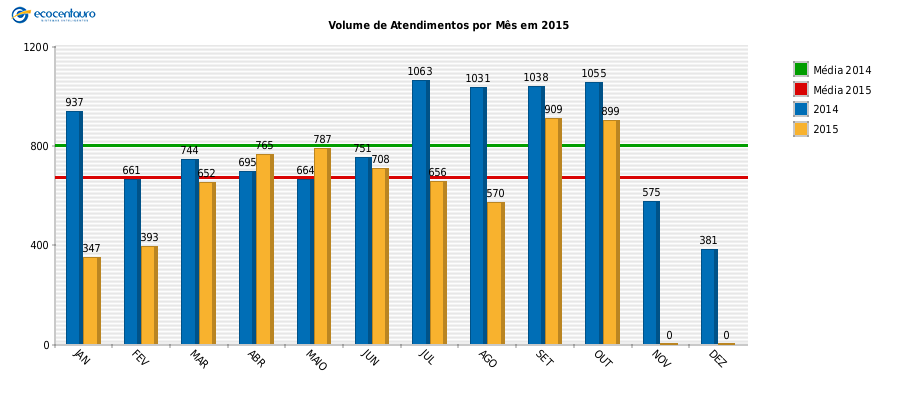 ecocentauro
Volume de Atendimentos por Mês em 2015
1200
800
400
0
937
347
661
393
744
652
695
765
664
787
751
708
1063
656
1031
570
1038
909
1055
899
575
0
381
0
JAN
FEV
MAR
ABR
MAIO
JUN
JUL
AGO
SET
OUT
NOV
DEZ
Média 2014
Média 2015
2014
2015